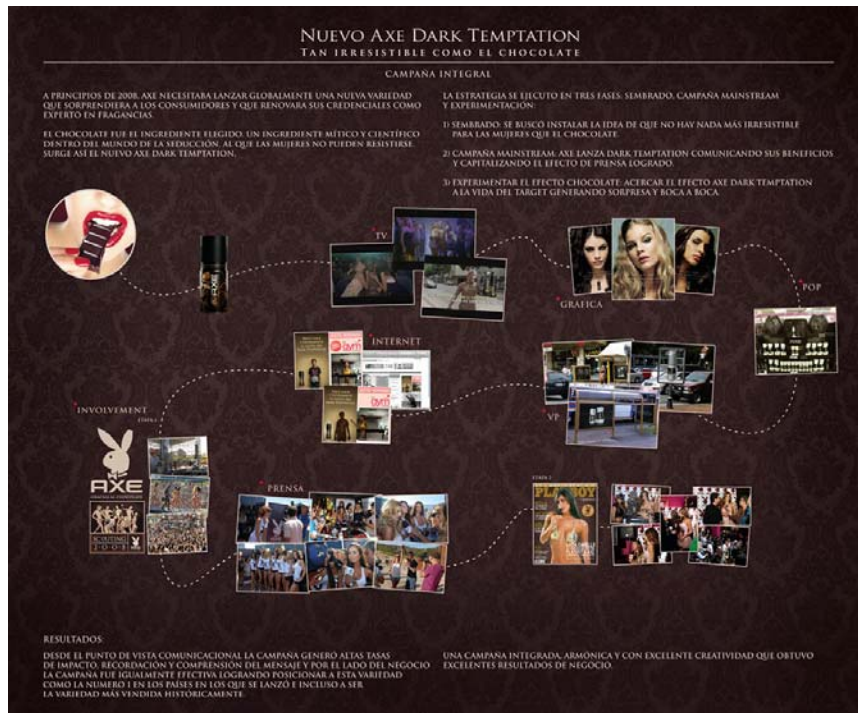 NUEVO AXE DARK TEMPTATION
TAN IRRESISTIBLE COMO EL CHOCOLATE
CAMPAÑA INTEGRAL
A PRINCIPIOS DE 2008, AXE NECESITABA LANZAR GLOBALMENTE UNA NUEVA VARIEDAD
QUE SORPRENDIERA A LOS CONSUMIDORES Y QUE RENOVARA SUS CREDENCIALES COMO
EXPERTO EN FRAGANCIAS.
EL CHOCOLATE FUE EL INGREDIENTE ELEGIDO: UN INGREDIENTE MÍTICO Y CIENTÍFICO
DENTRO DEL MUNDO DE LA SEDUCCIÓN, AL QUE LAS MUJERES NO PUEDEN RESISTIRSE.
SURGE ASÍ EL NUEVO AXE DARK TEMPTATION.
LA ESTRATEGIA SE EJECUTO EN TRES FASES: SEMBRADO, CAMPAÑA MAINSTREAM
Y EXPERIMENTACIÓN:
1) SEMBRADO: SE BUSCÓ INSTALAR LA IDEA DE QUE NO HAY NADA MÁS IRRESISTIBLE
PARA LAS MUJERES QUE EL CHOCOLATE.
2) CAMPAÑA MAINSTREAM: AXE LANZA DARK TEMPTATION COMUNICANDO SUS BENEFICIOS
Y CAPITALIZANDO EL EFECTO DE PRENSA LOGRADO.
3) EXPERIMENTAR EL EFECTO CHOCOLATE: ACERCAR EL EFECTO AXE DARK TEMPTATION
A LA VIDA DEL TARGET GENERANDO SORPRESA Y BOCA A BOCA.
TV
AXE
GRÁFICA
POP
INTERNET
VP
INVOLVEMENT
ETAPA 1
AXE
SCOUTING
2008
PRENSA
ETAPA 2
PLAYBOY
RESULTADOS:
DESDE EL PUNTO DE VISTA COMUNICACIONAL LA CAMPAÑA GENERÓ ALTAS TASAS
DE IMPACTO, RECORDACIÓN Y COMPRENSIÓN DEL MENSAJE Y POR EL LADO DEL NEGOCIO
LA CAMPAÑA FUE IGUALMENTE EFECTIVA LOGRANDO POSICIONAR A ESTA VARIEDAD
COMO LA NUMERO 1 EN LOS PAÍSES EN LOS QUE SE LANZÓ E INCLUSO A SER
LA VARIEDAD MÁS VENDIDA HISTÓRICAMENTE.
UNA CAMPAÑA INTEGRADA, ARMÓNICA Y CON EXCELENTE CREATIVIDAD QUE OBTUVO
EXCELENTES RESULTADOS DE NEGOCIO.